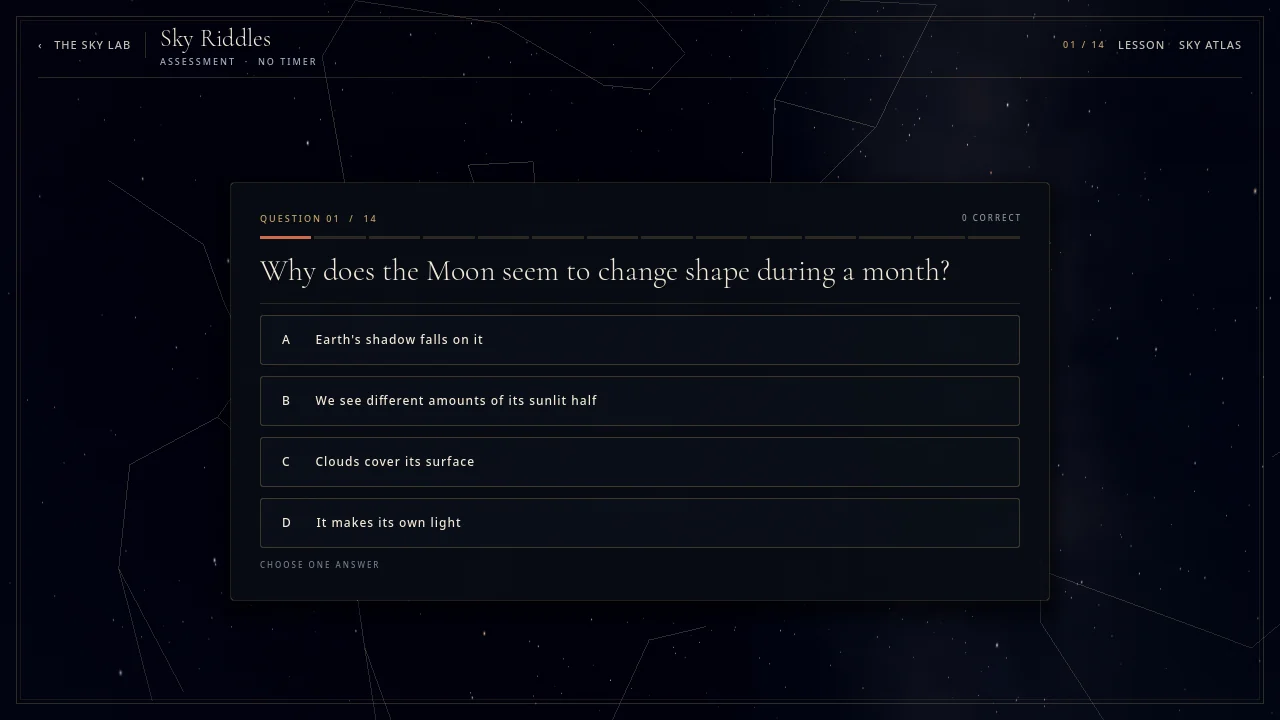 ‹ THE SKY LAB
Sky Riddles
ASSESSMENT · NO TIMER
01 / 14 LESSON SKY ATLAS
QUESTION 01 / 14
0 CORRECT
Why does the Moon seem to change shape during a month?
A Earth's shadow falls on it
B We see different amounts of its sunlit half
C Clouds cover its surface
D It makes its own light
CHOOSE ONE ANSWER